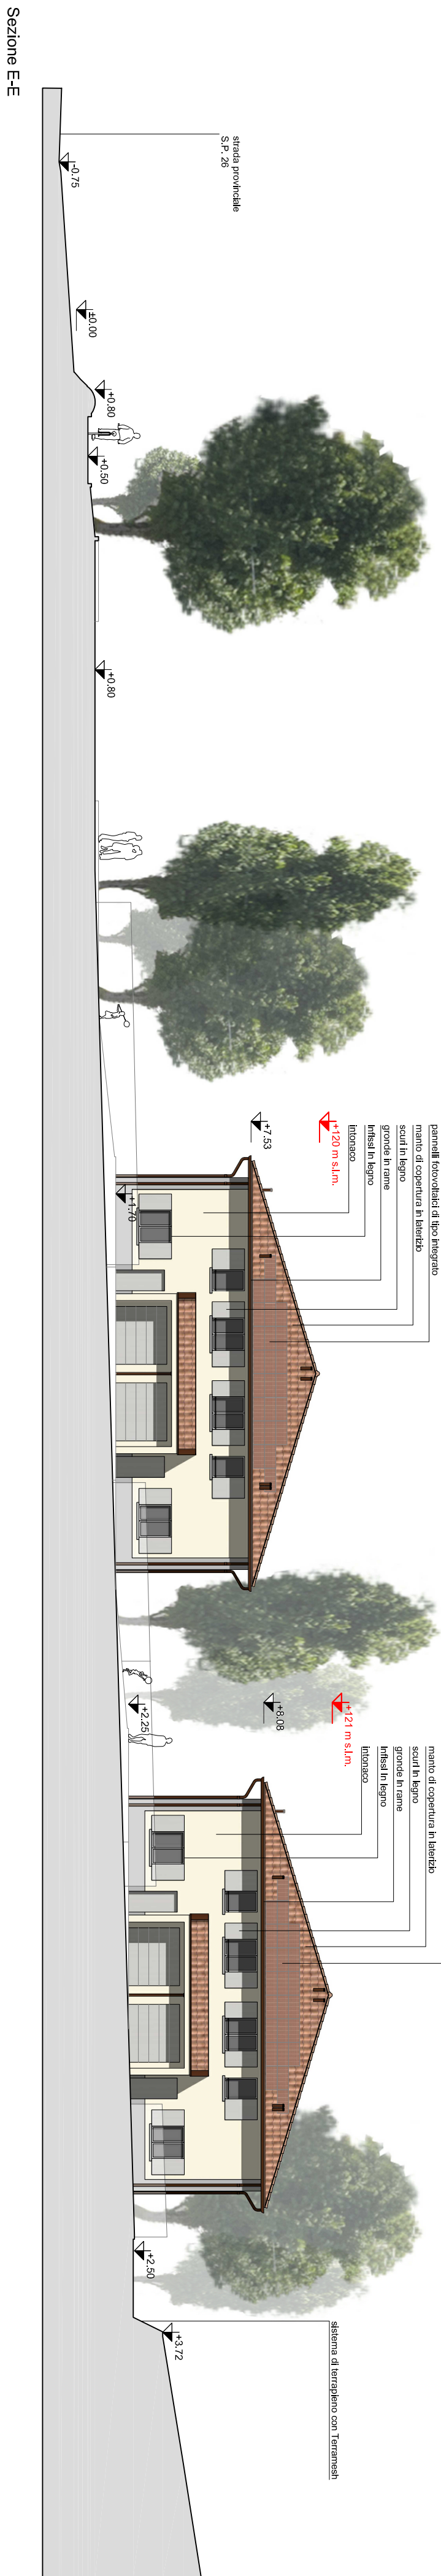 Sezione E-E
strada provinciale
S.P. 26
-0.75
±0.00
+0.80
+0.50
+0.80
pannelli fotovoltaici di tipo integrato
manto di copertura in laterizio
scuri in legno
gronde in rame
infissi in legno
intonaco
+120 m s.l.m.
+7.53
+1.70
manto di copertura in laterizio
scuri in legno
gronde in rame
infissi in legno
intonaco
+121 m s.l.m.
+8.08
+2.25
sistema di terrapieno con Terramesh
+2.50
+3.72